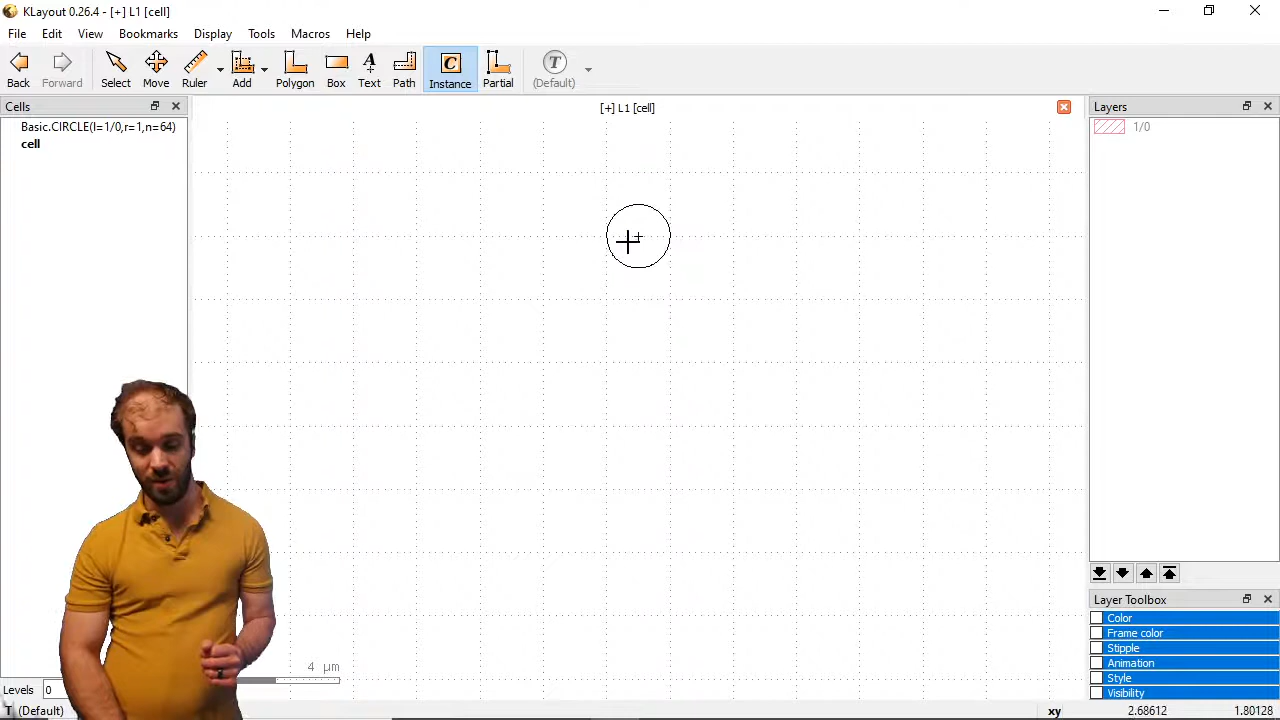 KLayout 0.26.4 - [+] L1 [cell]
File Edit View Bookmarks Display Tools Macros Help
Back Forward Select Move Ruler Add Polygon Box Text Path Instance Partial (Default)
Cells
[+] L1 [cell]
Layers
Basic.CIRCLE(l=1/0,r=1,n=64)
cell
1/0
Layer Toolbox
Color
Frame color
Stipple
Animation
Style
Visibility
4 µm
Levels 0
T (Default)
xy 2.68612 1.80128